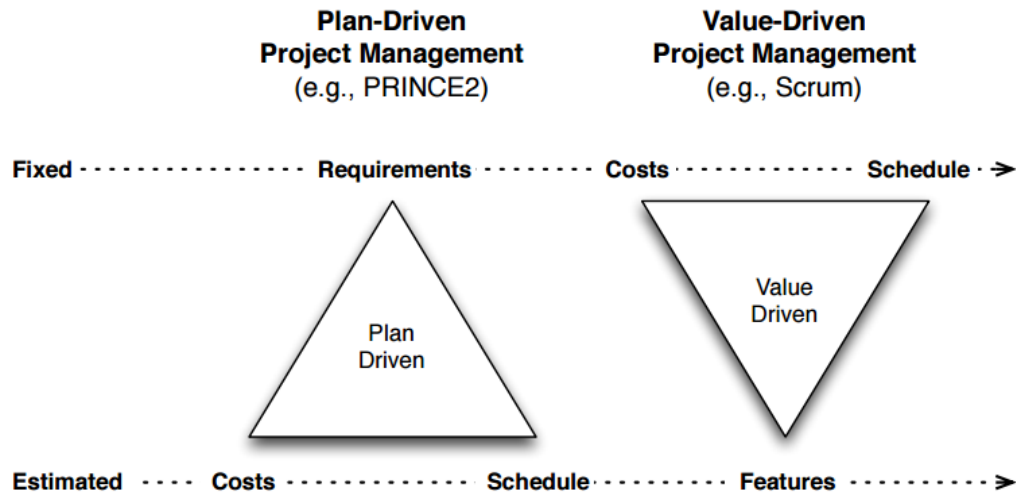 Plan-Driven
Project Management
(e.g., PRINCE2)
Value-Driven
Project Management
(e.g., Scrum)
Fixed Requirements Costs Schedule
Plan
Driven
Value
Driven
Estimated Costs Schedule Features